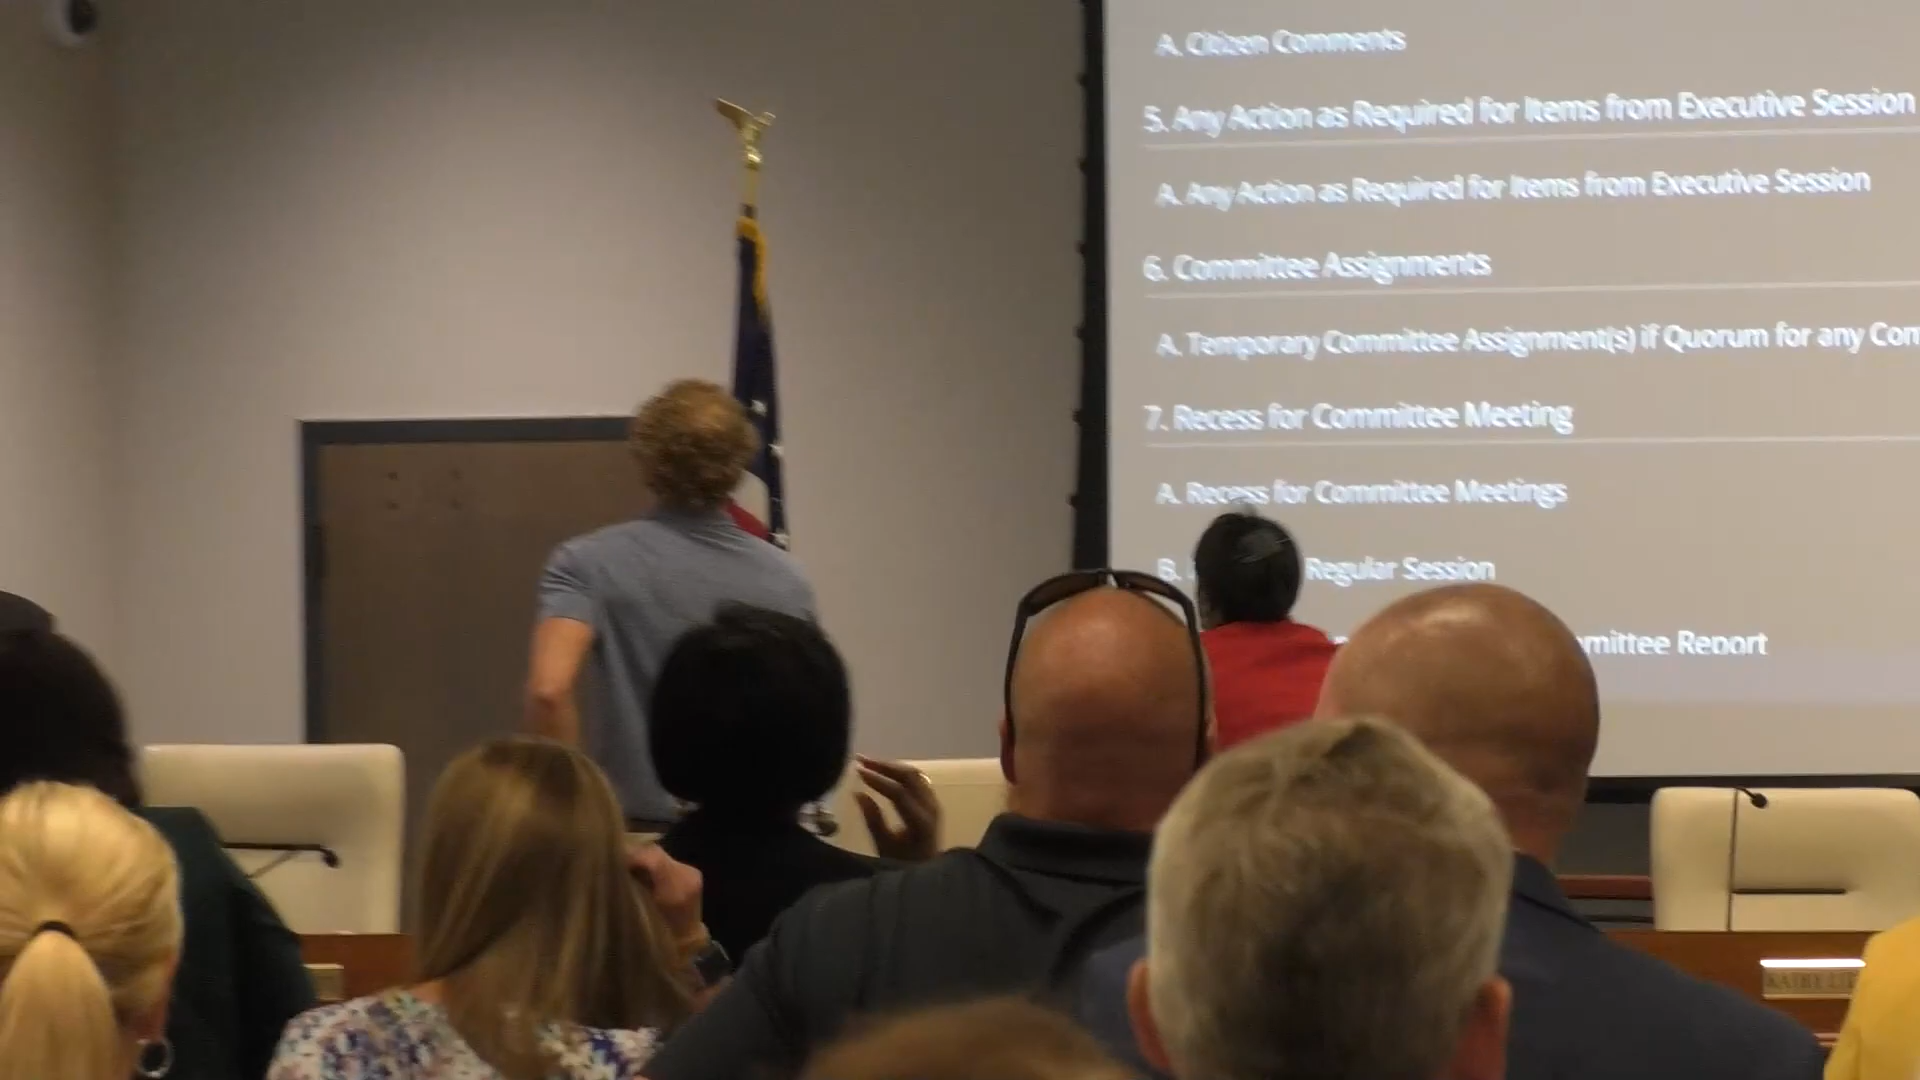 A. Citizen Comments
5. Any Action as Required for Items from Executive Session
A. Any Action as Required for Items from Executive Session
6. Committee Assignments
A. Temporary Committee Assignment(s) if Quorum for any Com
7. Recess for Committee Meeting
A. Recess for Committee Meetings
B. Regular Session
mmittee Report